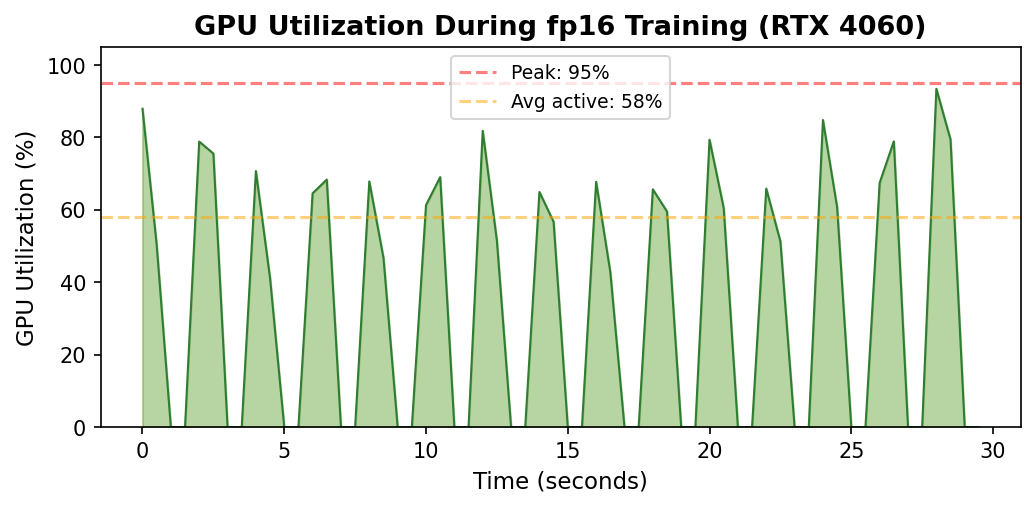 GPU Utilization During fp16 Training (RTX 4060)
Peak: 95%
Avg active: 58%
GPU Utilization (%)
100
80
60
40
20
0
0 5 10 15 20 25 30
Time (seconds)